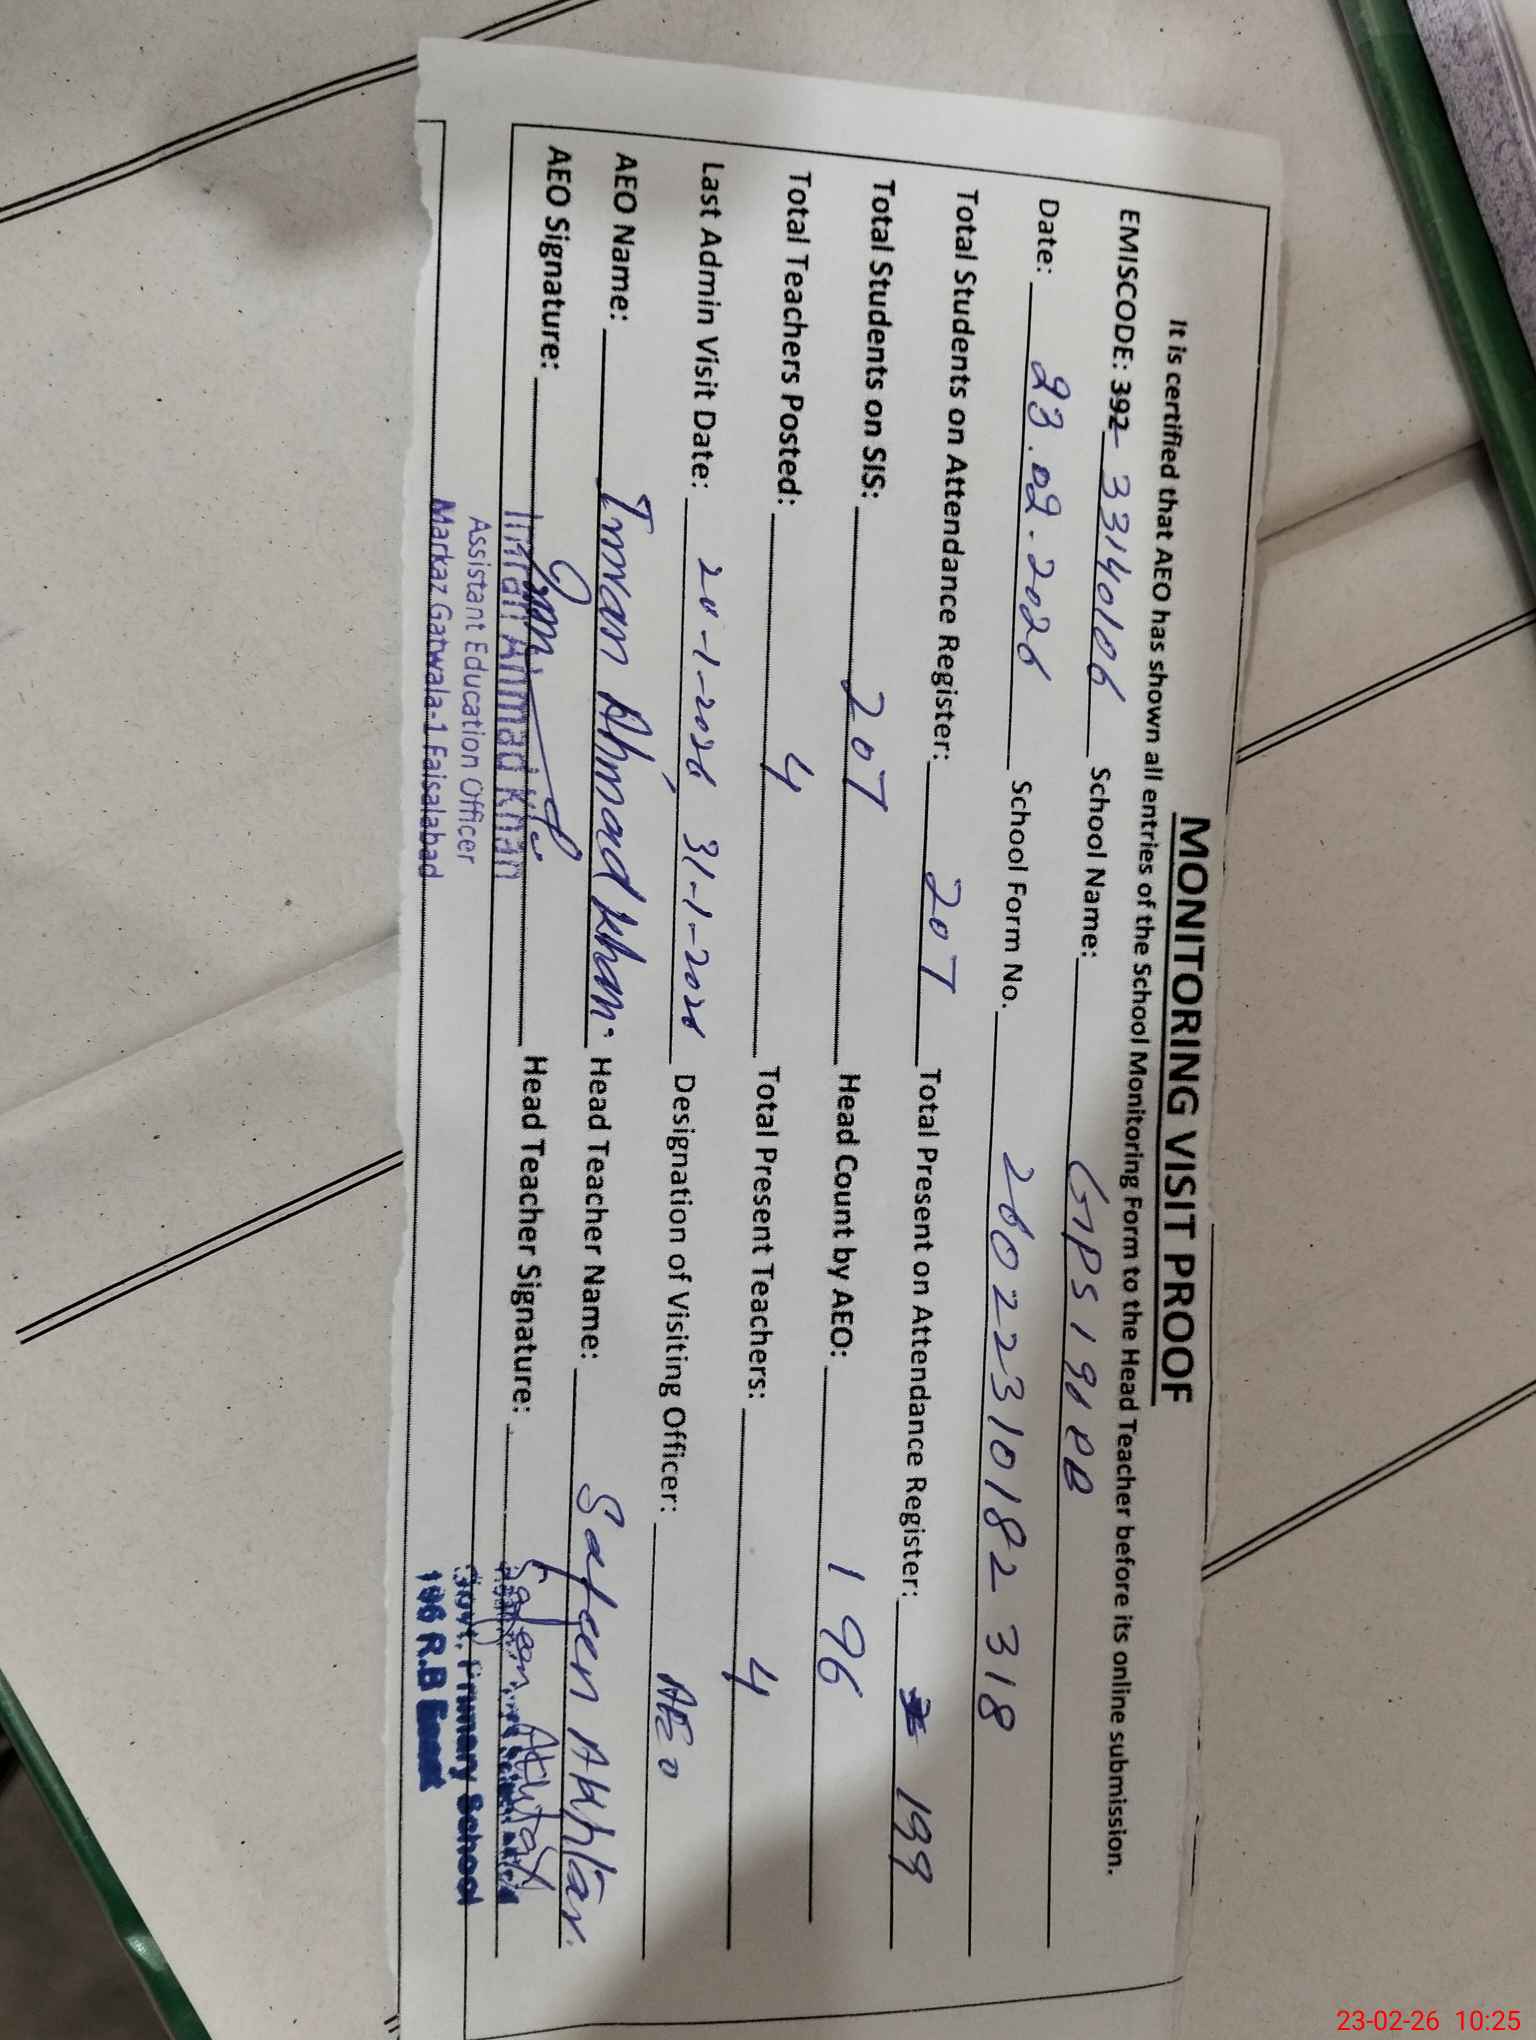 MONITORING VISIT PROOF
It is certified that AEO has shown all entries of the School Monitoring Form to the Head Teacher before its online submission.
EMISCODE: 392 33140106 School Name: GPS 190 RB
Date: 23.02.2026 School Form No. 26022310182318
Total Students on Attendance Register: 207 Total Present on Attendance Register: 199
Total Students on SIS: 207 Head Count by AEO: 196
Total Teachers Posted: 4 Total Present Teachers: 4
Last Admin Visit Date: 20-1-2026, 31-1-2026 Designation of Visiting Officer: AEO
AEO Name: Imran Ahmad Khan Head Teacher Name: Safeen Akhtar
AEO Signature: Head Teacher Signature: Safeen Akhtar
Imran Ahmad Khan
Assistant Education Officer
Markaz Gatwala-1 Faisalabad
Govt. Primary School
R.B
23-02-26 10:25